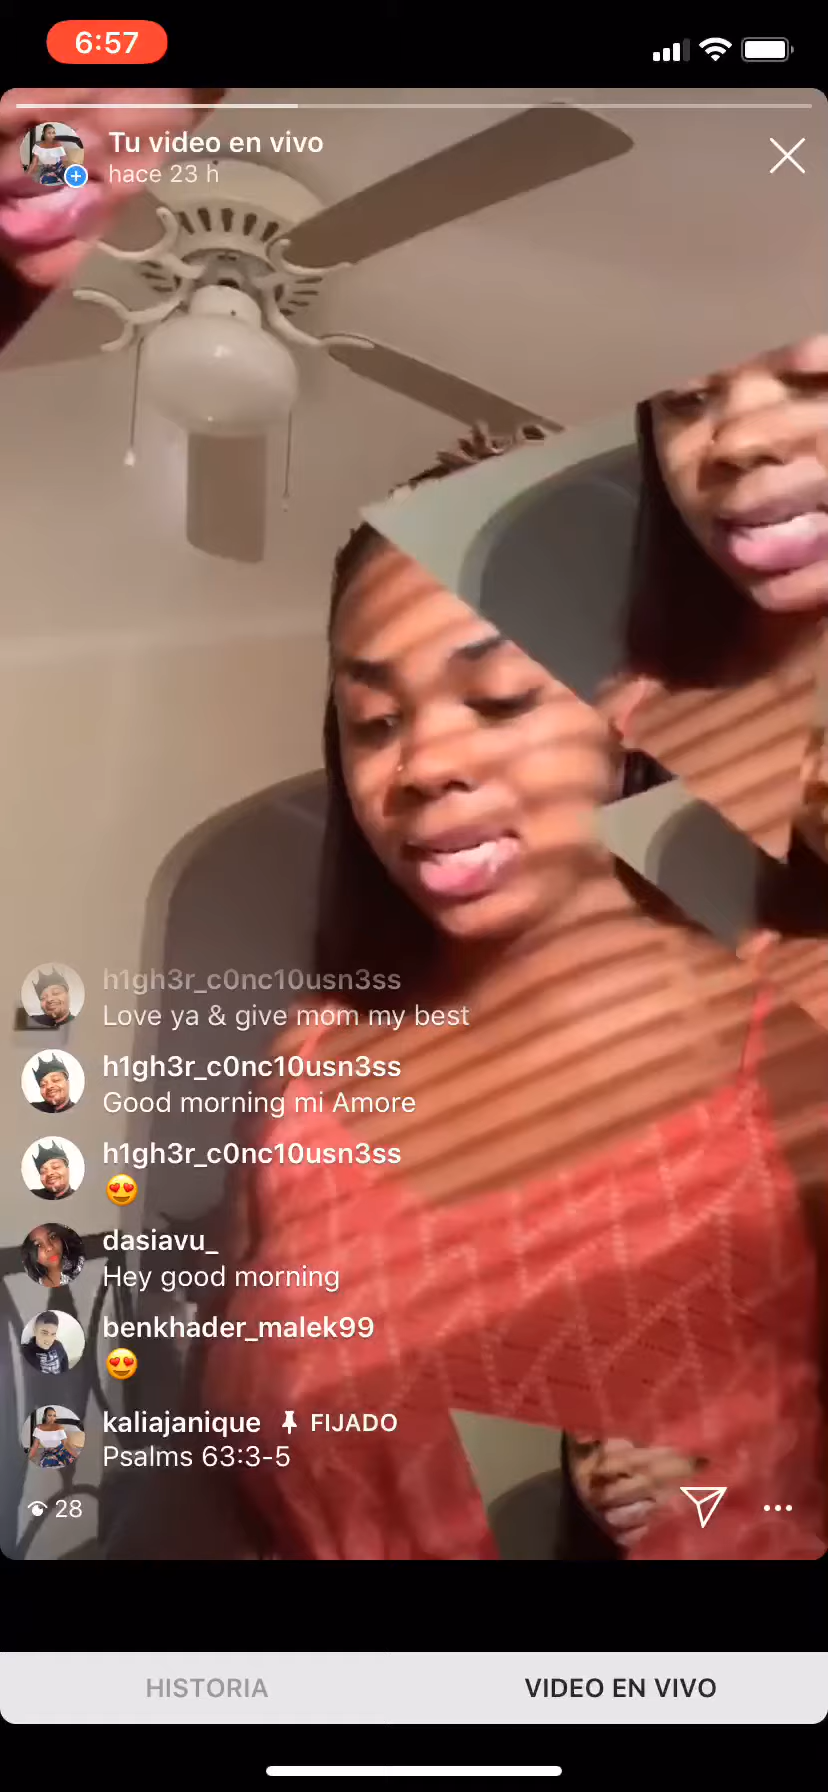 6:57
Tu video en vivo
hace 23 h
h1gh3r_c0nc10usn3ss
Love ya & give mom my best
h1gh3r_c0nc10usn3ss
Good morning mi Amore
h1gh3r_c0nc10usn3ss
😍
dasiavu_
Hey good morning
benkhader_malek99
😍
kaliajanique FIJADO
Psalms 63:3-5
28
HISTORIA
VIDEO EN VIVO